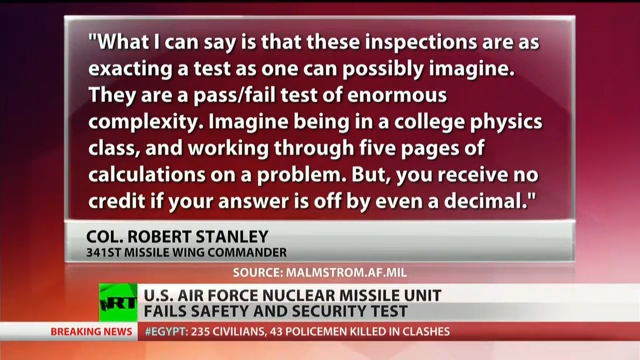 "What I can say is that these inspections are as
exacting a test as one can possibly imagine.
They are a pass/fail test of enormous
complexity. Imagine being in a college physics
class, and working through five pages of
calculations on a problem. But, you receive no
credit if your answer is off by even a decimal."
COL. ROBERT STANLEY
341ST MISSILE WING COMMANDER
SOURCE: MALMSTROM.AF.MIL
RT
U.S. AIR FORCE NUCLEAR MISSILE UNIT
FAILS SAFETY AND SECURITY TEST
BREAKING NEWS #EGYPT: 235 CIVILIANS, 43 POLICEMEN KILLED IN CLASHES